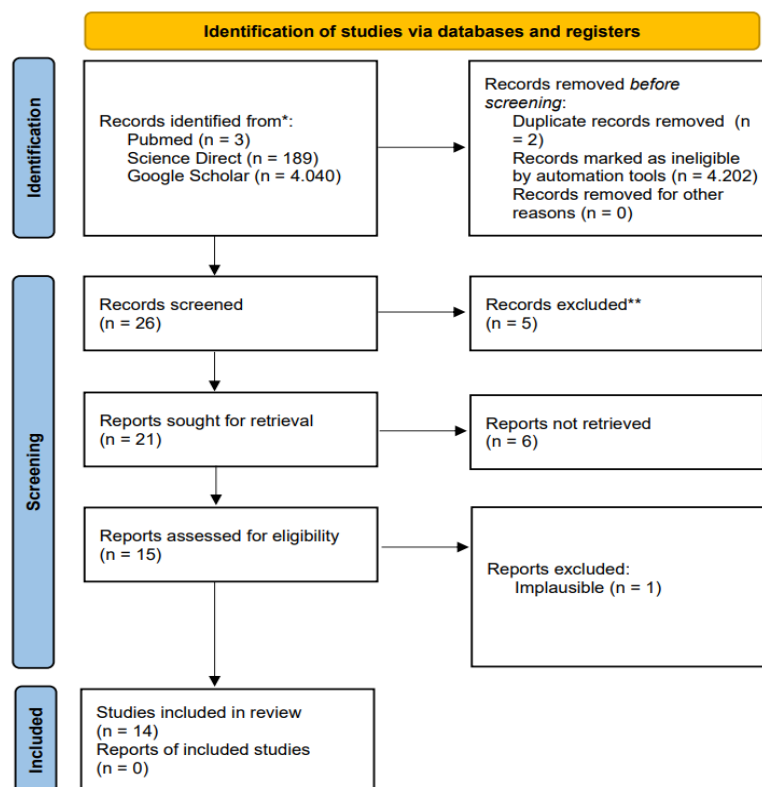 Identification of studies via databases and registers
Identification
Records identified from*:
Pubmed (n = 3)
Science Direct (n = 189)
Google Scholar (n = 4.040)
Records removed before
screening:
Duplicate records removed (n
= 2)
Records marked as ineligible
by automation tools (n = 4.202)
Records removed for other
reasons (n = 0)
Screening
Records screened
(n = 26)
Records excluded**
(n = 5)
Reports sought for retrieval
(n = 21)
Reports not retrieved
(n = 6)
Reports assessed for eligibility
(n = 15)
Reports excluded:
Implausible (n = 1)
Included
Studies included in review
(n = 14)
Reports of included studies
(n = 0)